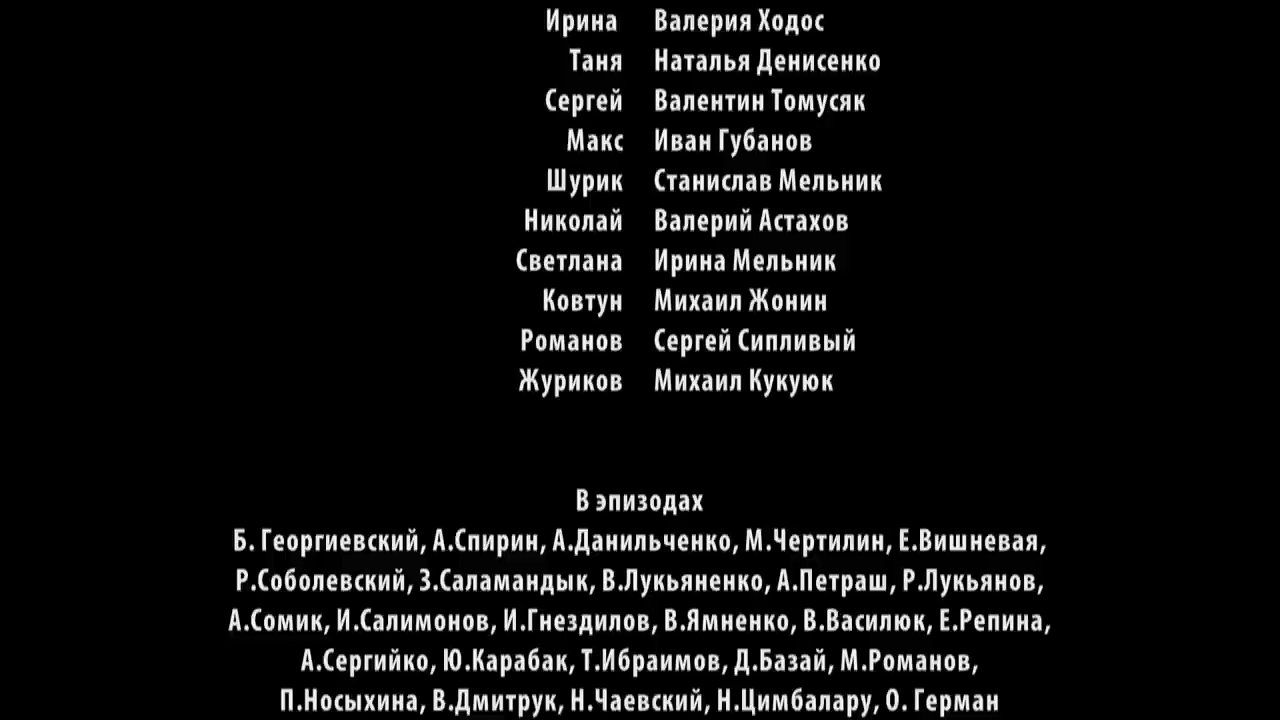 Ирина Валерия Ходос
Таня Наталья Денисенко
Сергей Валентин Томусяк
Макс Иван Губанов
Шурик Станислав Мельник
Николай Валерий Астахов
Светлана Ирина Мельник
Ковтун Михаил Жонин
Романов Сергей Сипливый
Журиков Михаил Кукуюк
В эпизодах
Б. Георгиевский, А.Спирин, А.Данильченко, М.Чертилин, Е.Вишневая,
Р.Соболевский, З.Саламандык, В.Лукьяненко, А.Петраш, Р.Лукьянов,
А.Сомик, И.Салимонов, И.Гнездилов, В.Ямненко, В.Василюк, Е.Репина,
А.Сергийко, Ю.Карабак, Т.Ибраимов, Д.Базай, М.Романов,
П.Носыхина, В.Дмитрук, Н.Чаевский, Н.Цимбалару, О. Герман